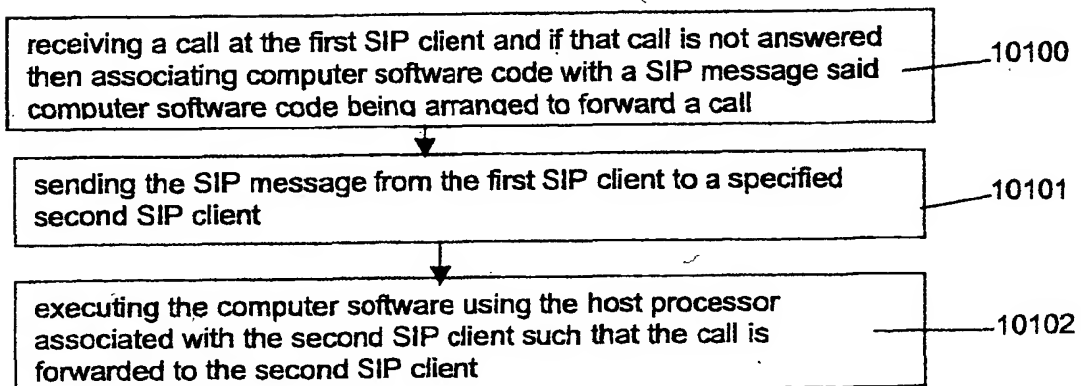 receiving a call at the first SIP client and if that call is not answered
then associating computer software code with a SIP message said
computer software code being arranged to forward a call
10100
sending the SIP message from the first SIP client to a specified
second SIP client
10101
executing the computer software using the host processor
associated with the second SIP client such that the call is
forwarded to the second SIP client
10102